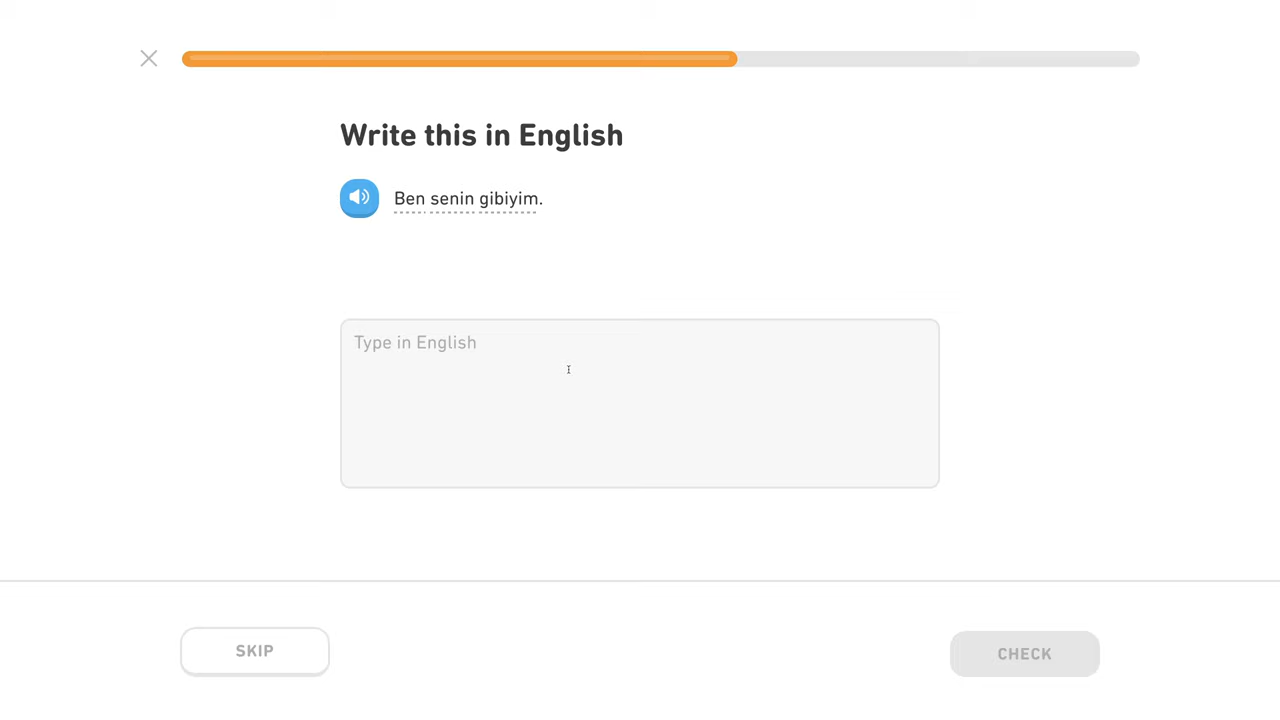 Write this in English
Ben senin gibiyim.
Type in English
SKIP
CHECK